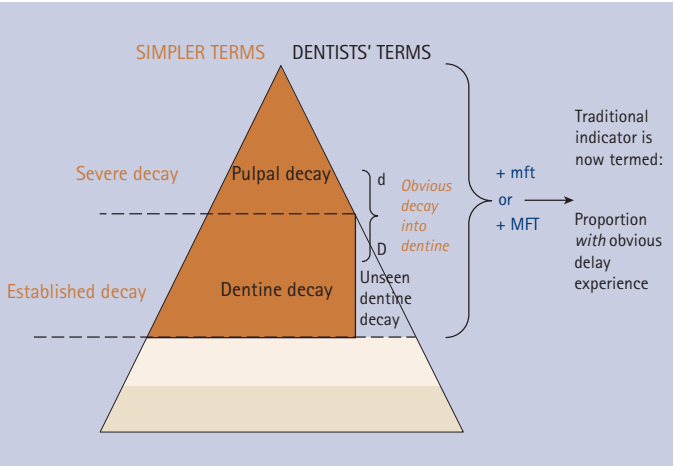 SIMPLER TERMS
DENTISTS' TERMS
Severe decay
Pulpal decay
d
D
Obvious
decay
into
dentine
Established decay
Dentine decay
Unseen
dentine
decay
+ mft
or
+ MFT
Traditional
indicator is
now termed:
Proportion
with obvious
delay
experience